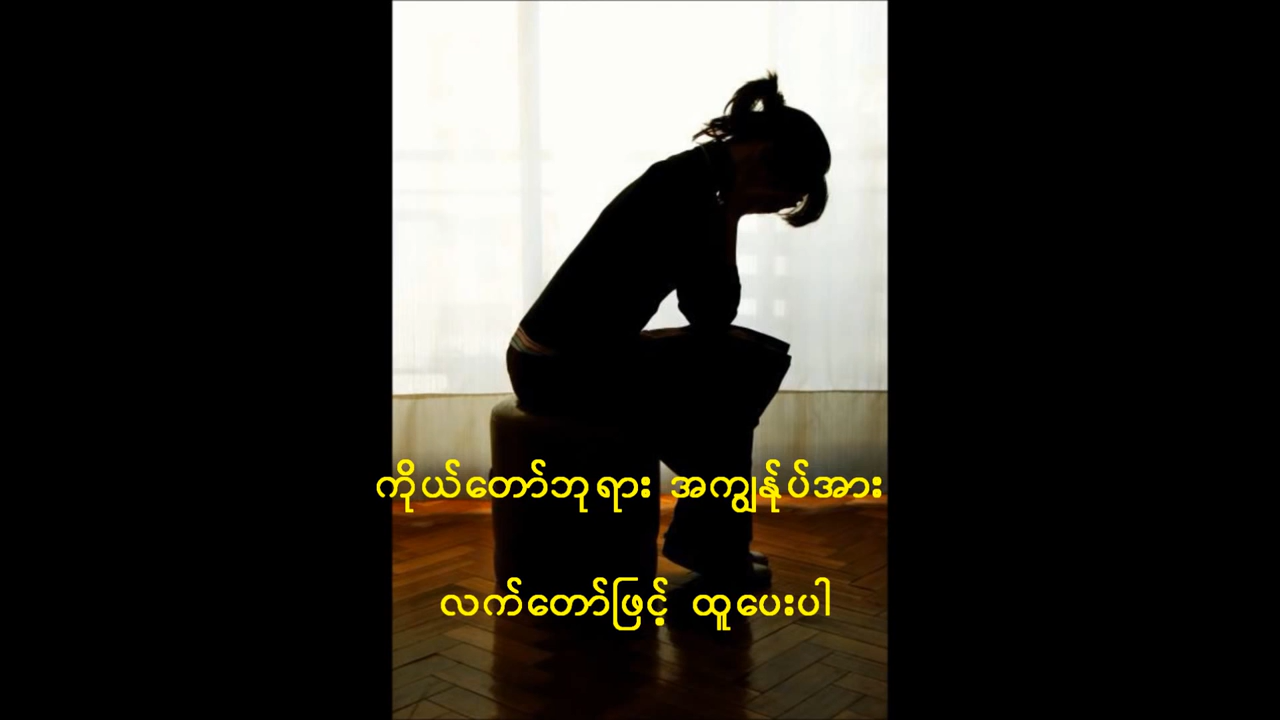 ကိုယ်တော်ဘုရား အကျွန်ုပ်အား
လက်တော်ဖြင့် ထူပေးပါ